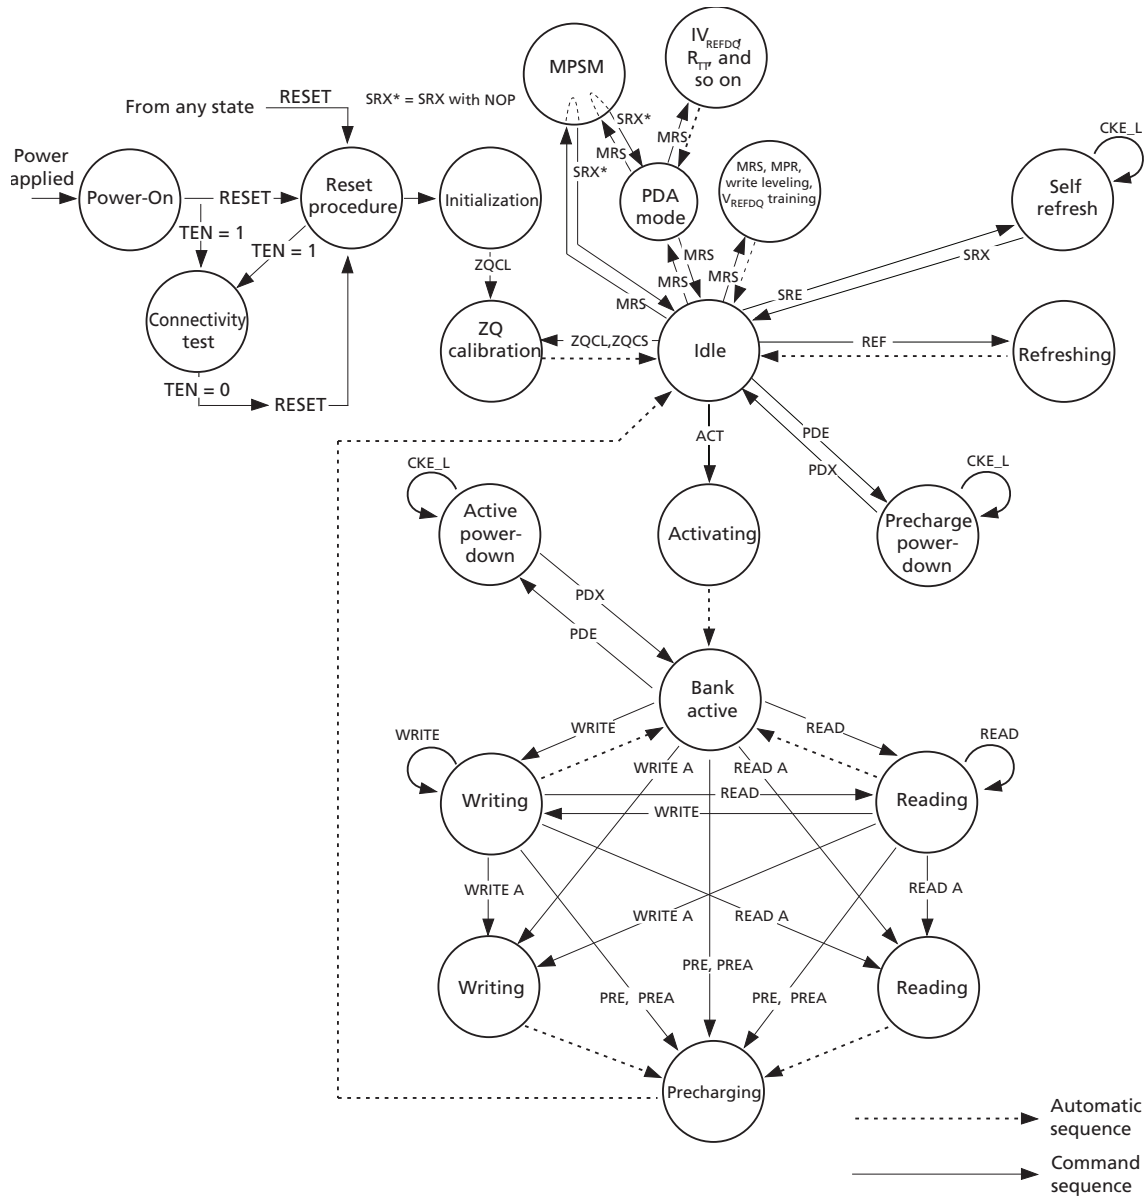 MPSM
IV REFDQ,
R TT, and
so on
From any state
RESET
SRX* = SRX with NOP
SRX*
MRS
MRS
SRX*
CKE_L
Power
applied
Power-On
RESET
Reset
procedure
Initialization
PDA
mode
MRS, MPR,
write leveling,
VREFDQ training
Self
refresh
TEN = 1
TEN = 1
ZQCL
MRS
MRS
MRS
MRS
SRE
SRX
Connectivity
test
ZQ
calibration
ZQCL,ZQCS
Idle
REF
Refreshing
TEN = 0
RESET
ACT
PDE
PDX
CKE_L
CKE_L
Active
power-
down
Activating
Precharge
power-
down
PDX
PDE
Bank
active
WRITE
READ
WRITE
READ
WRITE A
READ A
Writing
READ
WRITE
Reading
WRITE A
READ A
WRITE A
READ A
Writing
PRE, PREA
PRE, PREA
PRE, PREA
Reading
Precharging
Automatic
sequence
Command
sequence